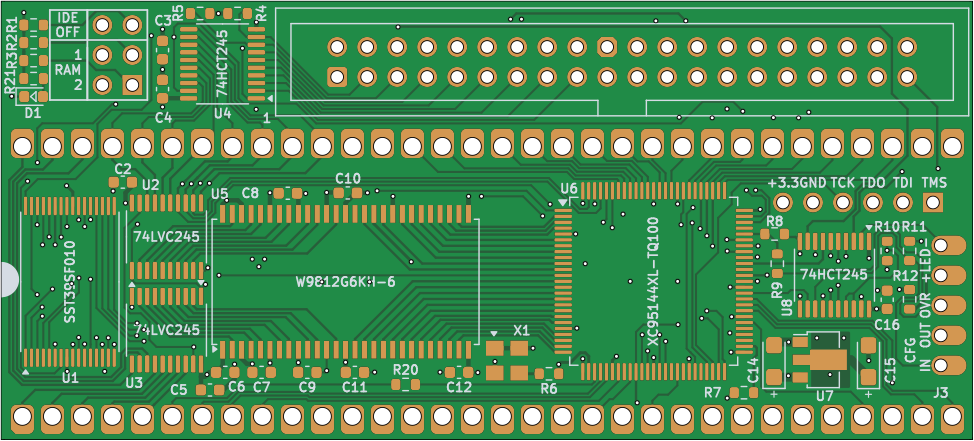 R1
R2
R3
R21
D1
IDE
OFF
1
RAM
2
C3
C4
R5
R4
74HCT245
U4
1
C2
U2
74LVC245
74LVC245
U3
SST39SF010
U1
U5
C8
C10
W9812G6KH-6
C5
C6
C7
C9
C11
R20
C12
X1
R6
U6
XC95144XL-TQ100
+3.3
GND
TCK
TDO
TDI
TMS
R8
R9
74HCT245
U8
R10
R11
R12
C16
R7
C14
+
U7
C15
+
-
LED
+
OVR
OUT
IN
CFG
J3